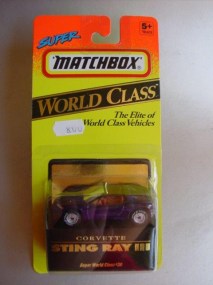 SUPER
MATCHBOX
5+
WORLD CLASS
The Elite of
World Class Vehicles
CORVETTE
STING RAY III